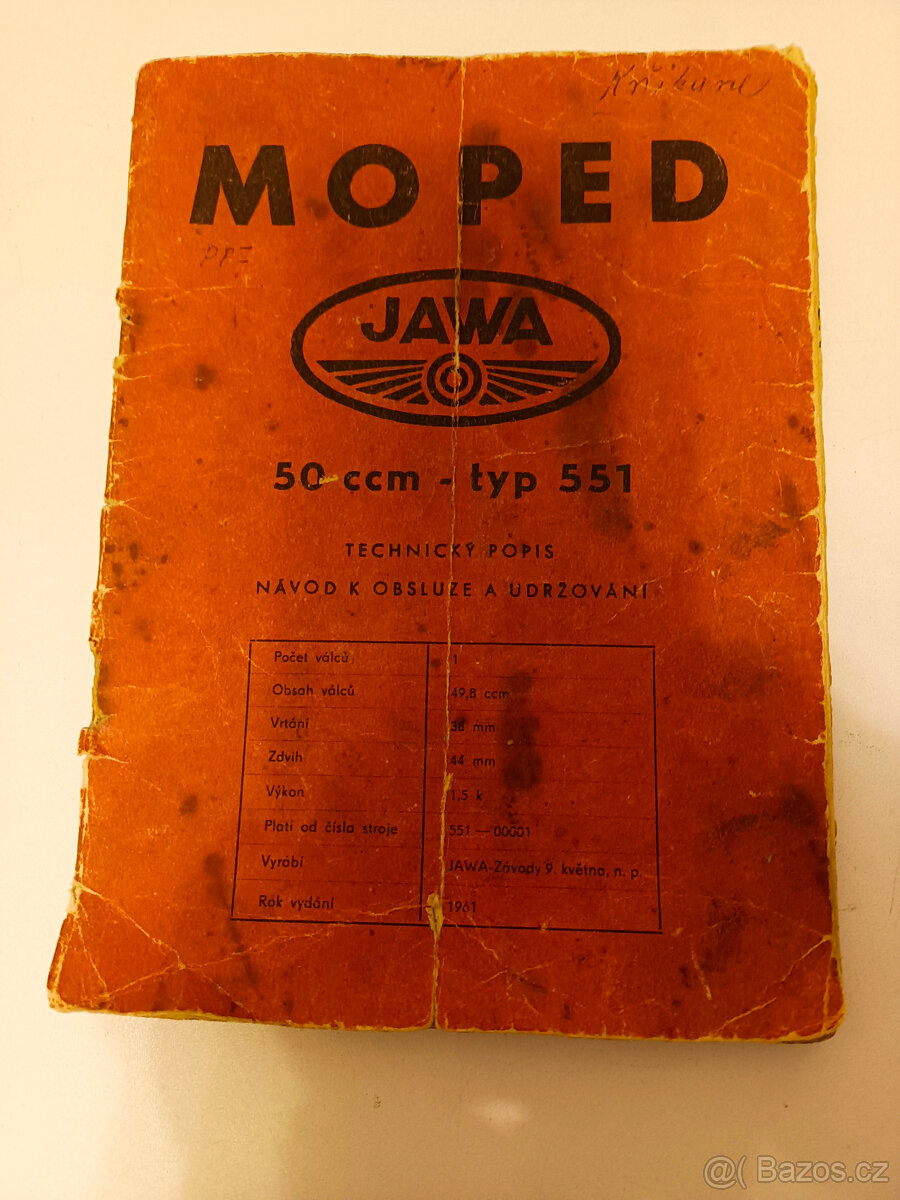 MOPED
JAWA
50 ccm - typ 551
TECHNICKÝ POPIS
NÁVOD K OBSLUZE A UDRŽOVÁNÍ
Počet válců 1
Obsah válců 49,8 ccm
Vrtání 38 mm
Zdvih 44 mm
Výkon 1,5 k
Platí od čísla stroje 551 — 00001
Vyrábí JAWA-Závody 9. května, n. p.
Rok vydání 1961
@( Bazos.cz